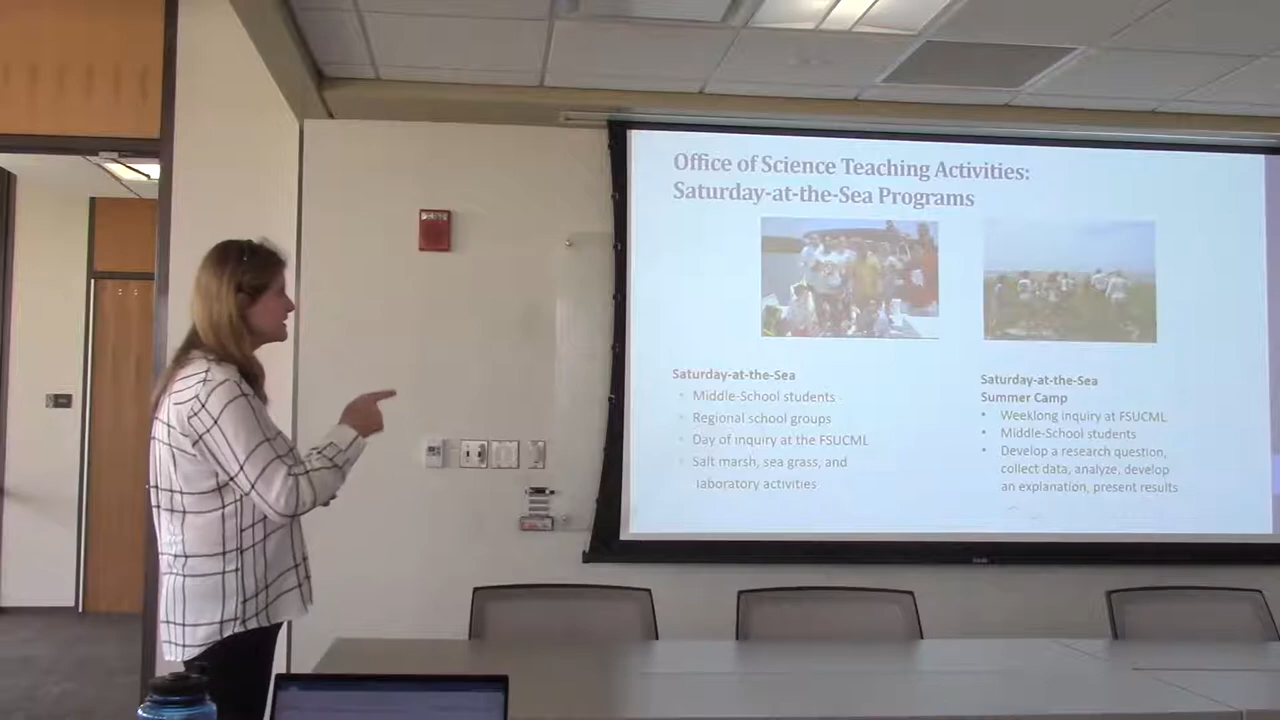 Office of Science Teaching Activities:
Saturday-at-the-Sea Programs
Saturday-at-the-Sea
• Middle-School students
• Regional school groups
• Day of inquiry at the FSUCML
• Salt marsh, sea grass, and
laboratory activities
Saturday-at-the-Sea
Summer Camp
• Weeklong inquiry at FSUCML
• Middle-School students
• Develop a research question,
collect data, analyze, develop
an explanation, present results